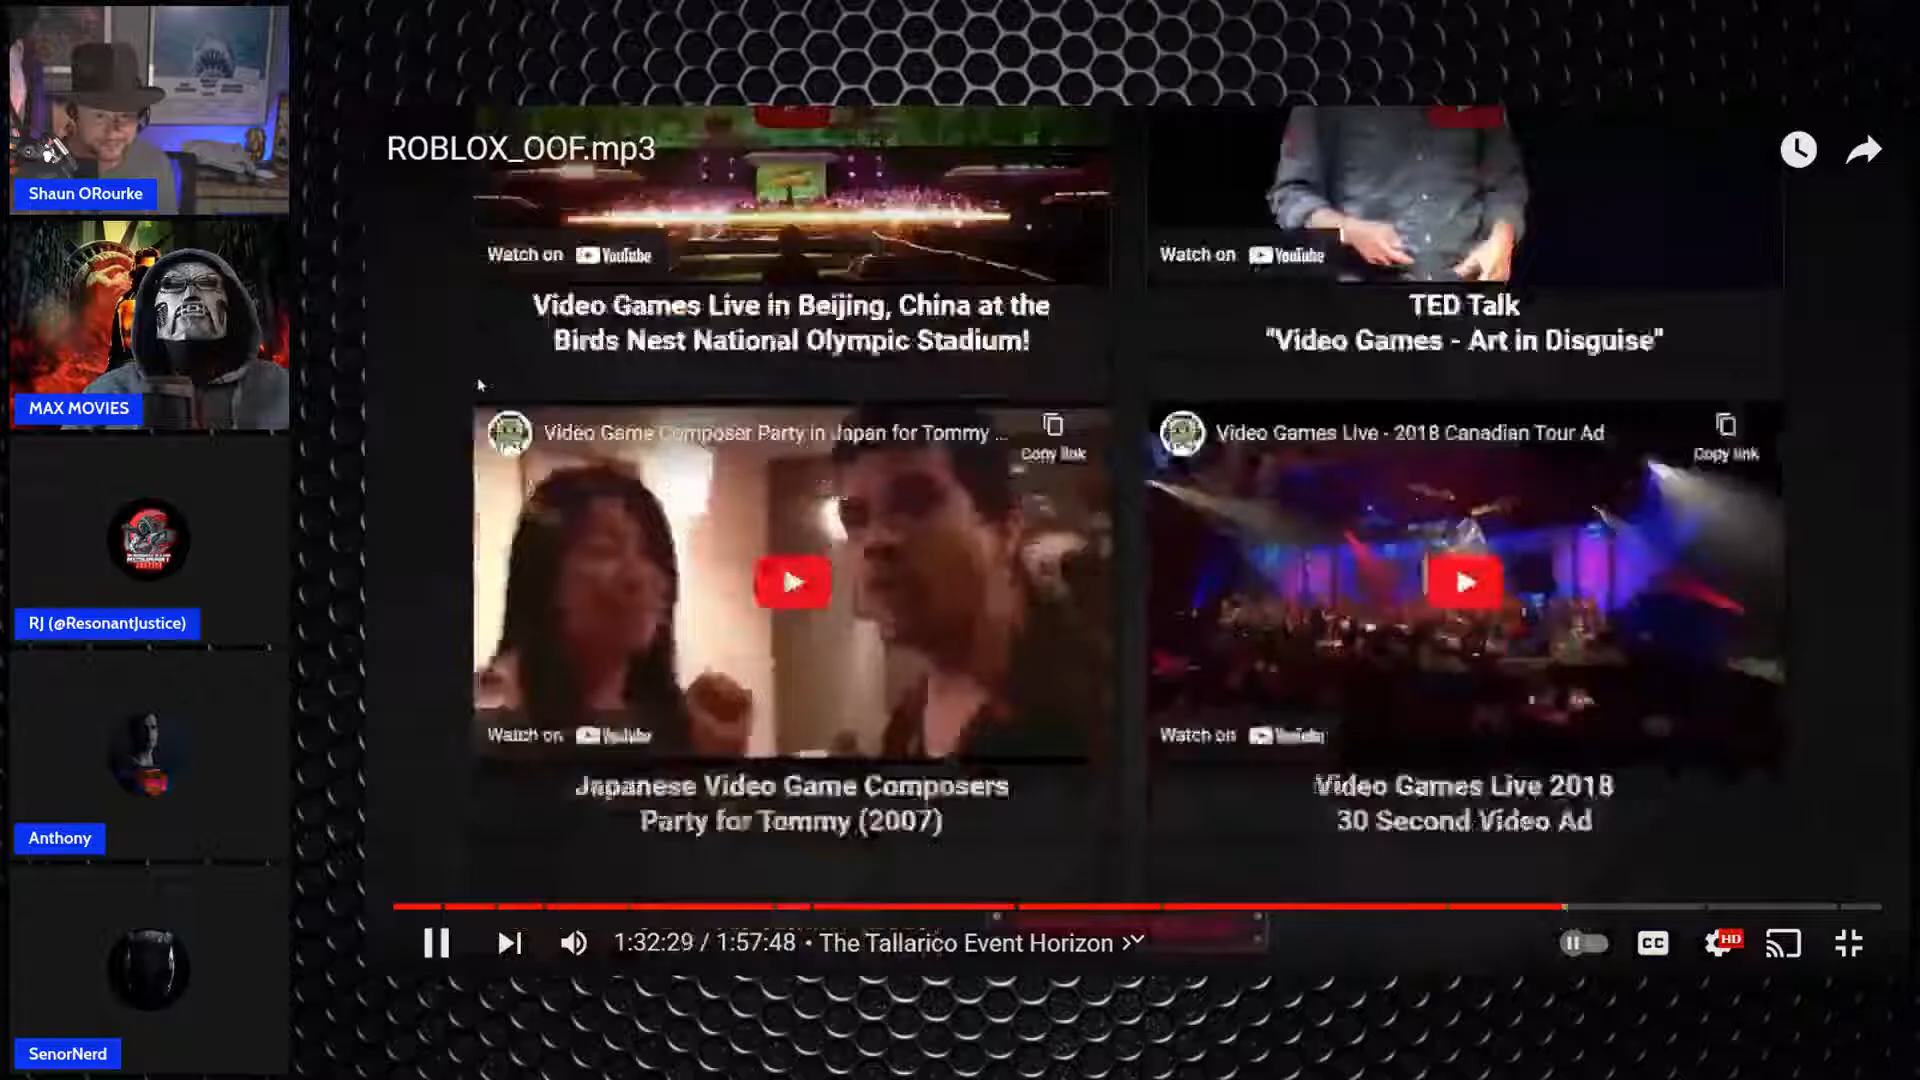 Shaun ORourke
MAX MOVIES
RJ (@ResonantJustice)
Anthony
SenorNerd
ROBLOX_OOF.mp3
Watch on YouTube
Watch on YouTube
Video Games Live in Beijing, China at the
Birds Nest National Olympic Stadium!
TED Talk
"Video Games - Art in Disguise"
Video Game Composer Party in Japan for Tommy ...
Copy link
Video Games Live - 2018 Canadian Tour Ad
Copy link
Watch on YouTube
Watch on YouTube
Japanese Video Game Composers
Party for Tommy (2007)
Video Games Live 2018
30 Second Video Ad
1:32:29 / 1:57:48 • The Tallarico Event Horizon
CC
HD